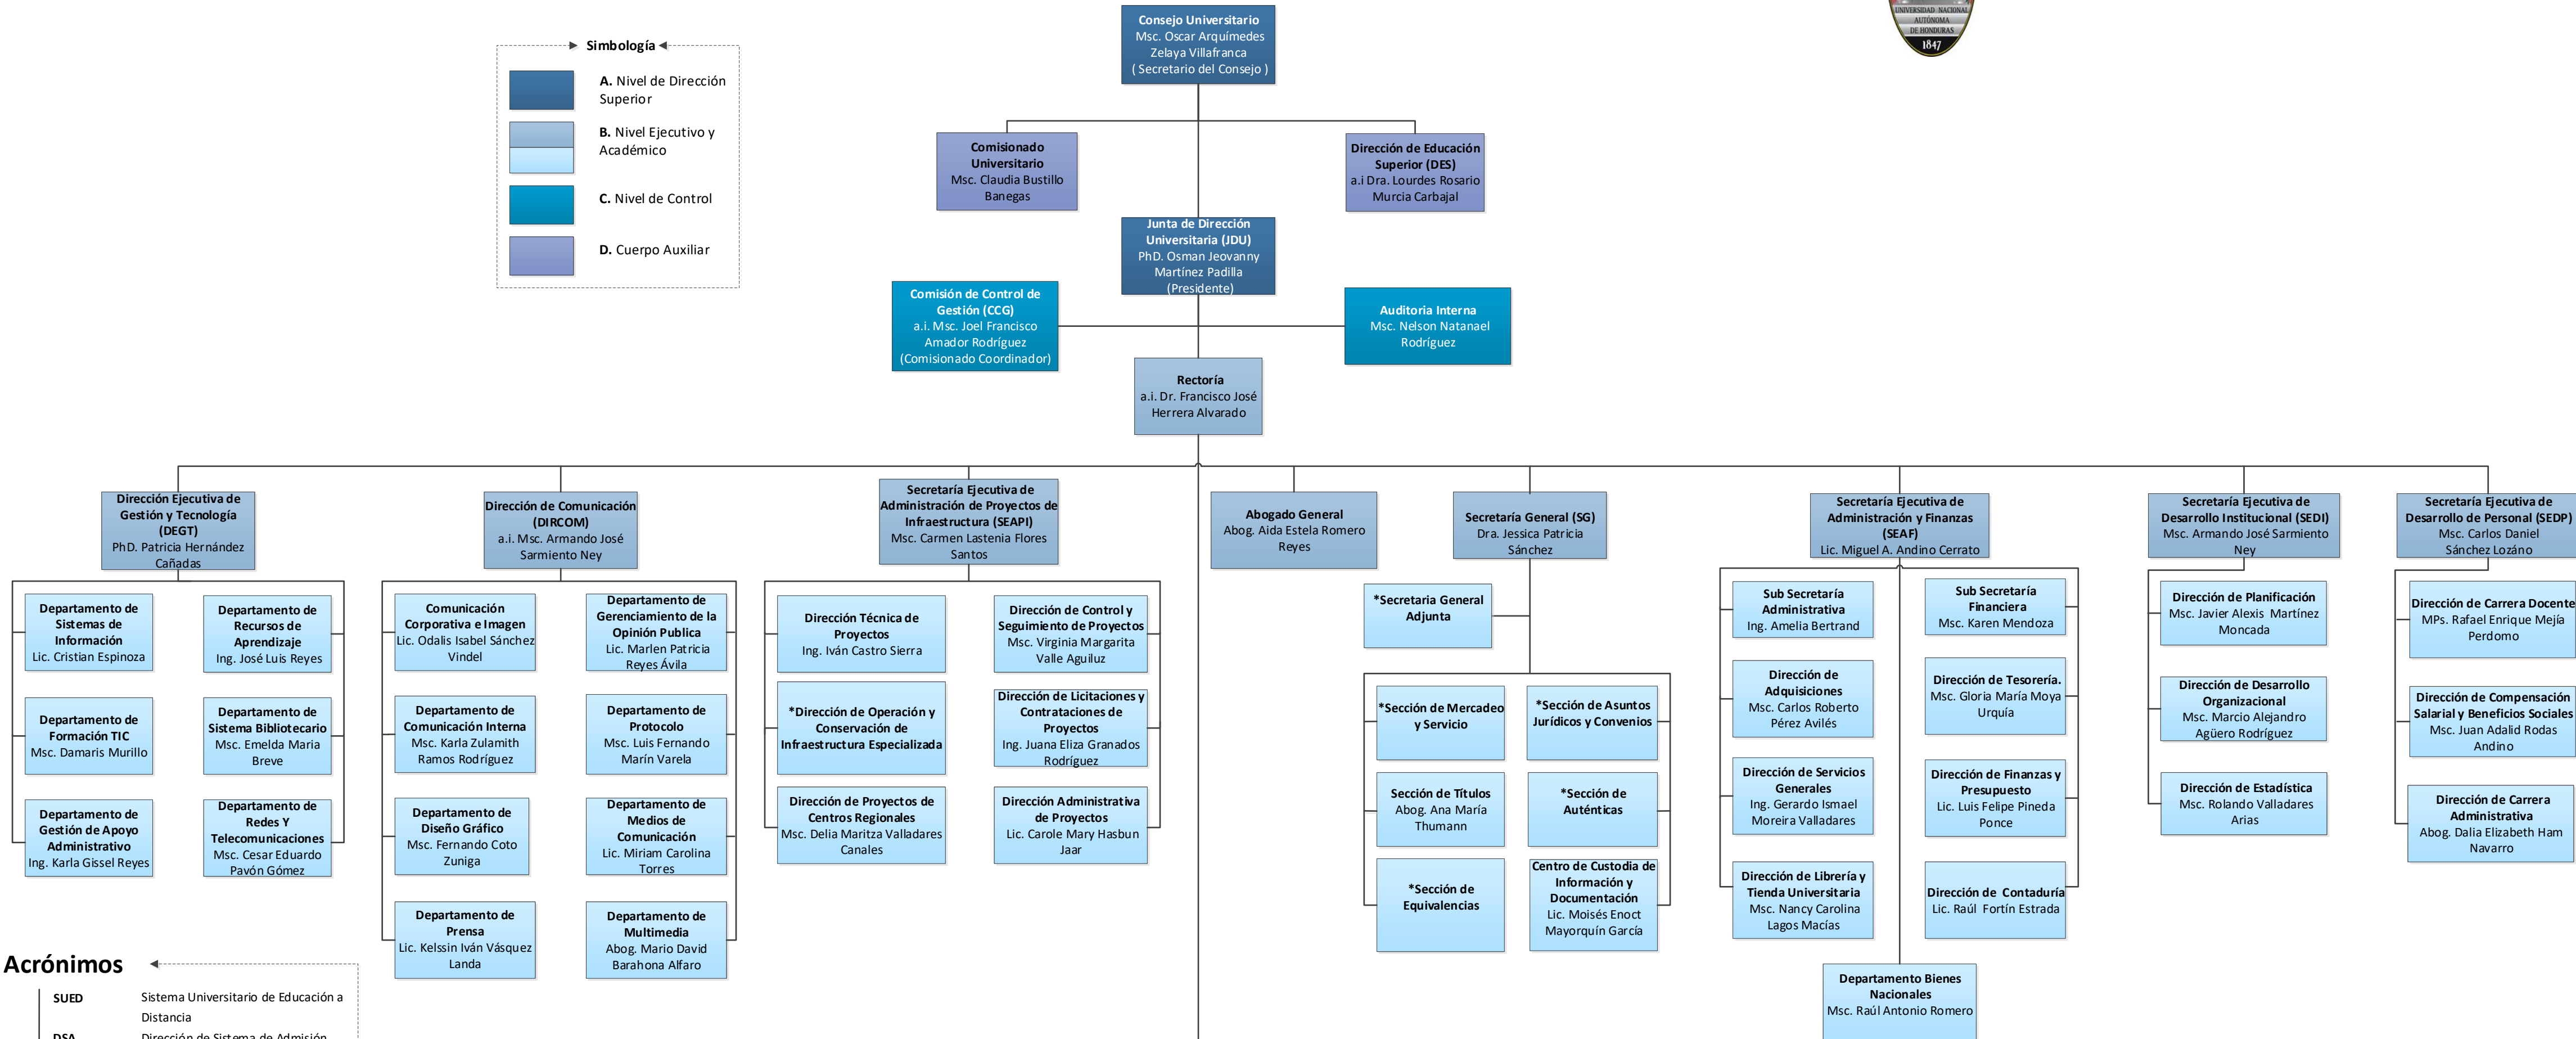 Consejo Universitario
Msc. Oscar Arquímedes
Zelaya Villafranca
( Secretario del Consejo )
UNIVERSIDAD NACIONAL
AUTÓNOMA
DE HONDURAS
1847
Simbología
A. Nivel de Dirección
Superior
B. Nivel Ejecutivo y
Académico
C. Nivel de Control
D. Cuerpo Auxiliar
Comisionado
Universitario
Msc. Claudia Bustillo
Banegas
Dirección de Educación
Superior (DES)
a.i Dra. Lourdes Rosario
Murcia Carbajal
Junta de Dirección
Universitaria (JDU)
PhD. Osman Jeovanny
Martínez Padilla
(Presidente)
Comisión de Control de
Gestión (CCG)
a.i. Msc. Joel Francisco
Amador Rodríguez
(Comisionado Coordinador)
Auditoria Interna
Msc. Nelson Natanael
Rodríguez
Rectoría
a.i. Dr. Francisco José
Herrera Alvarado
Dirección Ejecutiva de
Gestión y Tecnología
(DEGT)
PhD. Patricia Hernández
Cañadas
Dirección de Comunicación
(DIRCOM)
a.i. Msc. Armando José
Sarmiento Ney
Secretaría Ejecutiva de
Administración de Proyectos de
Infraestructura (SEAPI)
Msc. Carmen Lastenia Flores
Santos
Abogado General
Abog. Aida Estela Romero
Reyes
Secretaría General (SG)
Dra. Jessica Patricia
Sánchez
Secretaría Ejecutiva de
Administración y Finanzas
(SEAF)
Lic. Miguel A. Andino Cerrato
Secretaría Ejecutiva de
Desarrollo Institucional (SEDI)
Msc. Armando José Sarmiento
Ney
Secretaría Ejecutiva de
Desarrollo de Personal (SEDP)
Msc. Carlos Daniel
Sánchez Lozáno
Departamento de
Sistemas de
Información
Lic. Cristian Espinoza
Departamento de
Recursos de
Aprendizaje
Ing. José Luis Reyes
Departamento de
Formación TIC
Msc. Damaris Murillo
Departamento de
Sistema Bibliotecario
Msc. Emelda Maria
Breve
Departamento de
Gestión de Apoyo
Administrativo
Ing. Karla Gissel Reyes
Departamento de
Redes Y
Telecomunicaciones
Msc. Cesar Eduardo
Pavón Gómez
Comunicación
Corporativa e Imagen
Lic. Odalis Isabel Sánchez
Vindel
Departamento de
Gerenciamiento de la
Opinión Publica
Lic. Marlen Patricia
Reyes Ávila
Departamento de
Comunicación Interna
Msc. Karla Zulamith
Ramos Rodríguez
Departamento de
Protocolo
Msc. Luis Fernando
Marín Varela
Departamento de
Diseño Gráfico
Msc. Fernando Coto
Zuniga
Departamento de
Medios de
Comunicación
Lic. Miriam Carolina
Torres
Departamento de
Prensa
Lic. Kelssin Iván Vásquez
Landa
Departamento de
Multimedia
Abog. Mario David
Barahona Alfaro
Dirección Técnica de
Proyectos
Ing. Iván Castro Sierra
Dirección de Control y
Seguimiento de Proyectos
Msc. Virginia Margarita
Valle Aguiluz
*Dirección de Operación y
Conservación de
Infraestructura Especializada
Dirección de Licitaciones y
Contrataciones de
Proyectos
Ing. Juana Eliza Granados
Rodríguez
Dirección de Proyectos de
Centros Regionales
Msc. Delia Maritza Valladares
Canales
Dirección Administrativa
de Proyectos
Lic. Carole Mary Hasbun
Jaar
*Secretaria General
Adjunta
*Sección de Mercadeo
y Servicio
*Sección de Asuntos
Jurídicos y Convenios
Sección de Títulos
Abog. Ana María
Thumann
*Sección de
Auténticas
*Sección de
Equivalencias
Centro de Custodia de
Información y
Documentación
Lic. Moisés Enoct
Mayorquín García
Sub Secretaría
Administrativa
Ing. Amelia Bertrand
Sub Secretaría
Financiera
Msc. Karen Mendoza
Dirección de
Adquisiciones
Msc. Carlos Roberto
Pérez Avilés
Dirección de Tesorería.
Msc. Gloria María Moya
Urquía
Dirección de Servicios
Generales
Ing. Gerardo Ismael
Moreira Valladares
Dirección de Finanzas y
Presupuesto
Lic. Luis Felipe Pineda
Ponce
Dirección de Librería y
Tienda Universitaria
Msc. Nancy Carolina
Lagos Macías
Dirección de Contaduría
Lic. Raúl Fortín Estrada
Departamento Bienes
Nacionales
Msc. Raúl Antonio Romero
Dirección de Planificación
Msc. Javier Alexis Martínez
Moncada
Dirección de Desarrollo
Organizacional
Msc. Marcio Alejandro
Agüero Rodríguez
Dirección de Estadística
Msc. Rolando Valladares
Arias
Dirección de Carrera Docente
MPs. Rafael Enrique Mejía
Perdomo
Dirección de Compensación
Salarial y Beneficios Sociales
Msc. Juan Adalid Rodas
Andino
Dirección de Carrera
Administrativa
Abog. Dalia Elizabeth Ham
Navarro
Acrónimos
SUED Sistema Universitario de Educación a
Distancia
DSA Dirección de Sistema de Admisión